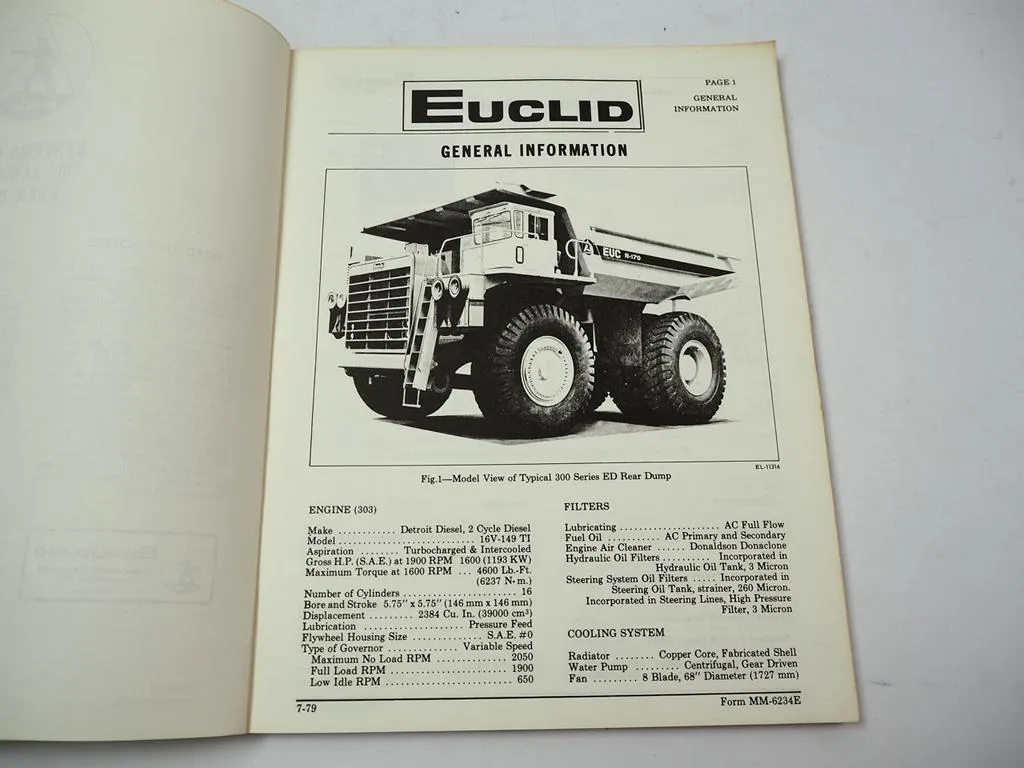 PAGE 1
EUCLID
GENERAL
INFORMATION
GENERAL INFORMATION
EUC R-170
EL-11316
Fig.1—Model View of Typical 300 Series ED Rear Dump
ENGINE (303)
Make ............ Detroit Diesel, 2 Cycle Diesel
Model ............................ 16V-149 TI
Aspiration ........ Turbocharged & Intercooled
Gross H.P. (S.A.E.) at 1900 RPM 1600 (1193 KW)
Maximum Torque at 1600 RPM ... 4600 Lb.-Ft.
(6237 N•m.)
Number of Cylinders ........................ 16
Bore and Stroke 5.75" x 5.75" (146 mm x 146 mm)
Displacement ......... 2384 Cu. In. (39000 cm³)
Lubrication .................... Pressure Feed
Flywheel Housing Size .............. S.A.E. #0
Type of Governor .............. Variable Speed
Maximum No Load RPM .............. 2050
Full Load RPM ........................ 1900
Low Idle RPM .......................... 650
FILTERS
Lubricating .................... AC Full Flow
Fuel Oil ............ AC Primary and Secondary
Engine Air Cleaner ...... Donaldson Donaclone
Hydraulic Oil Filters ........... Incorporated in
Hydraulic Oil Tank, 3 Micron
Steering System Oil Filters ..... Incorporated in
Steering Oil Tank, strainer, 260 Micron.
Incorporated in Steering Lines, High Pressure
Filter, 3 Micron
COOLING SYSTEM
Radiator ........ Copper Core, Fabricated Shell
Water Pump ......... Centrifugal, Gear Driven
Fan ......... 8 Blade, 68" Diameter (1727 mm)
7-79
Form MM-6234E